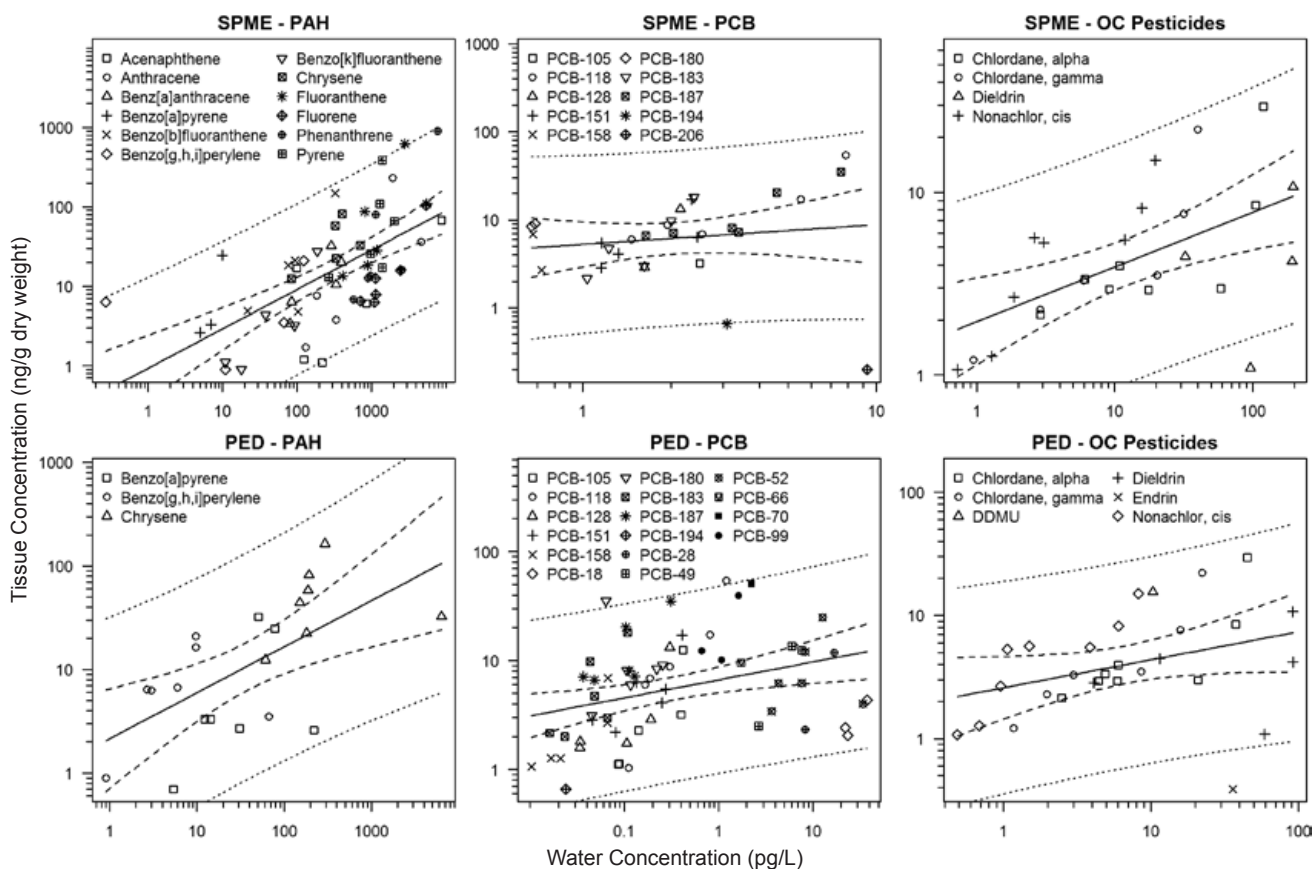 SPME - PAH
Acenaphthene
Anthracene
Benz[a]anthracene
Benzo[a]pyrene
Benzo[b]fluoranthene
Benzo[g,h,i]perylene
Benzo[k]fluoranthene
Chrysene
Fluoranthene
Fluorene
Phenanthrene
Pyrene
1000
100
10
1
1
10
100
1000
SPME - PCB
PCB-105
PCB-118
PCB-128
PCB-151
PCB-158
PCB-180
PCB-183
PCB-187
PCB-194
PCB-206
1000
100
10
1
1
2
5
10
SPME - OC Pesticides
Chlordane, alpha
Chlordane, gamma
Dieldrin
Nonachlor, cis
10
1
1
10
100
Tissue Concentration (ng/g dry weight)
PED - PAH
Benzo[a]pyrene
Benzo[g,h,i]perylene
Chrysene
1000
100
10
1
1
10
100
1000
PED - PCB
PCB-105
PCB-118
PCB-128
PCB-151
PCB-158
PCB-18
PCB-180
PCB-183
PCB-187
PCB-194
PCB-28
PCB-49
PCB-52
PCB-66
PCB-70
PCB-99
100
10
1
0.1
1
10
PED - OC Pesticides
Chlordane, alpha
Chlordane, gamma
DDMU
Dieldrin
Endrin
Nonachlor, cis
100
10
1
1
10
100
Water Concentration (pg/L)